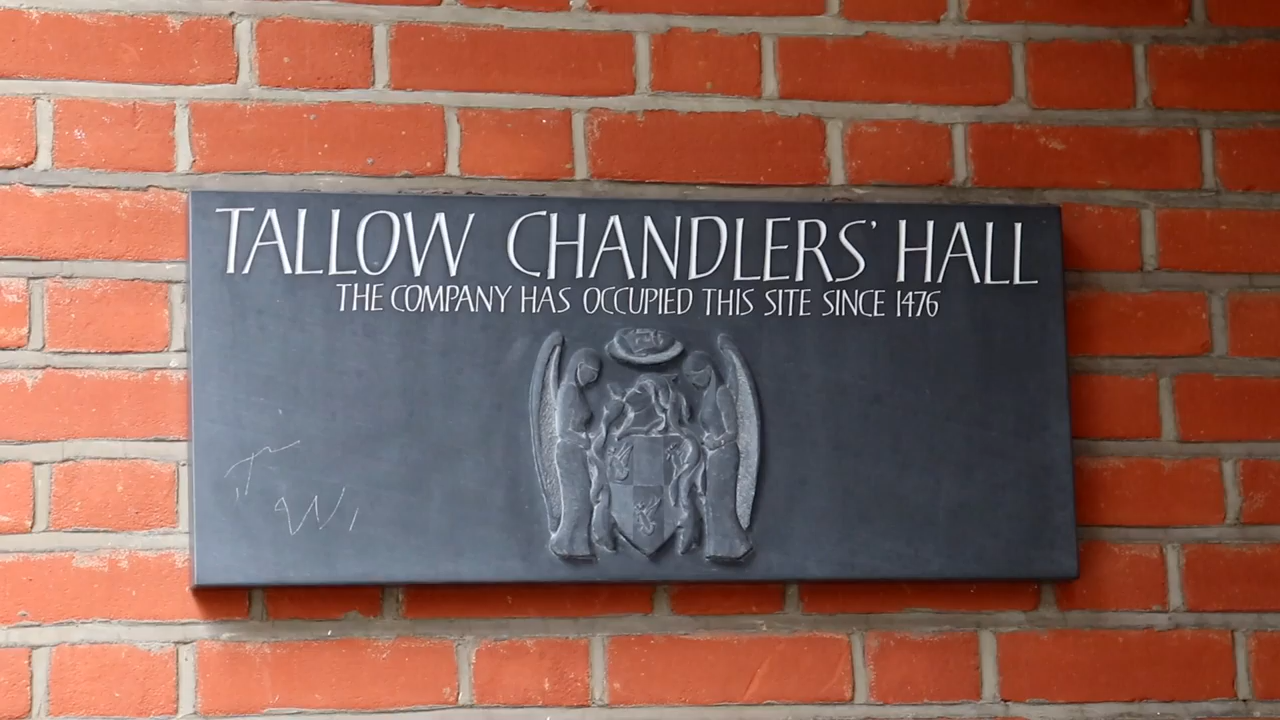 TALLOW CHANDLERS' HALL
THE COMPANY HAS OCCUPIED THIS SITE SINCE 1476